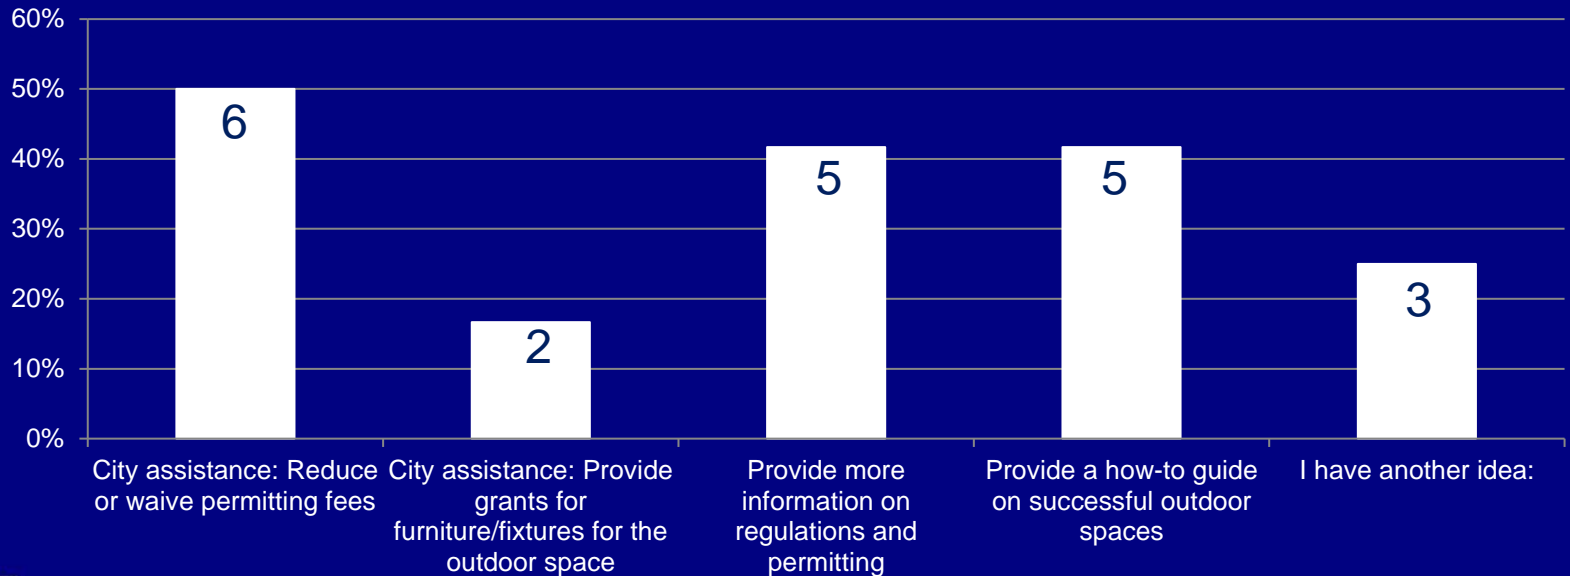 60%
50%
40%
30%
20%
10%
0%
6
2
5
5
3
City assistance: Reduce
or waive permitting fees
City assistance: Provide
grants for
furniture/fixtures for the
outdoor space
Provide more
information on
regulations and
permitting
Provide a how-to guide
on successful outdoor
spaces
I have another idea: